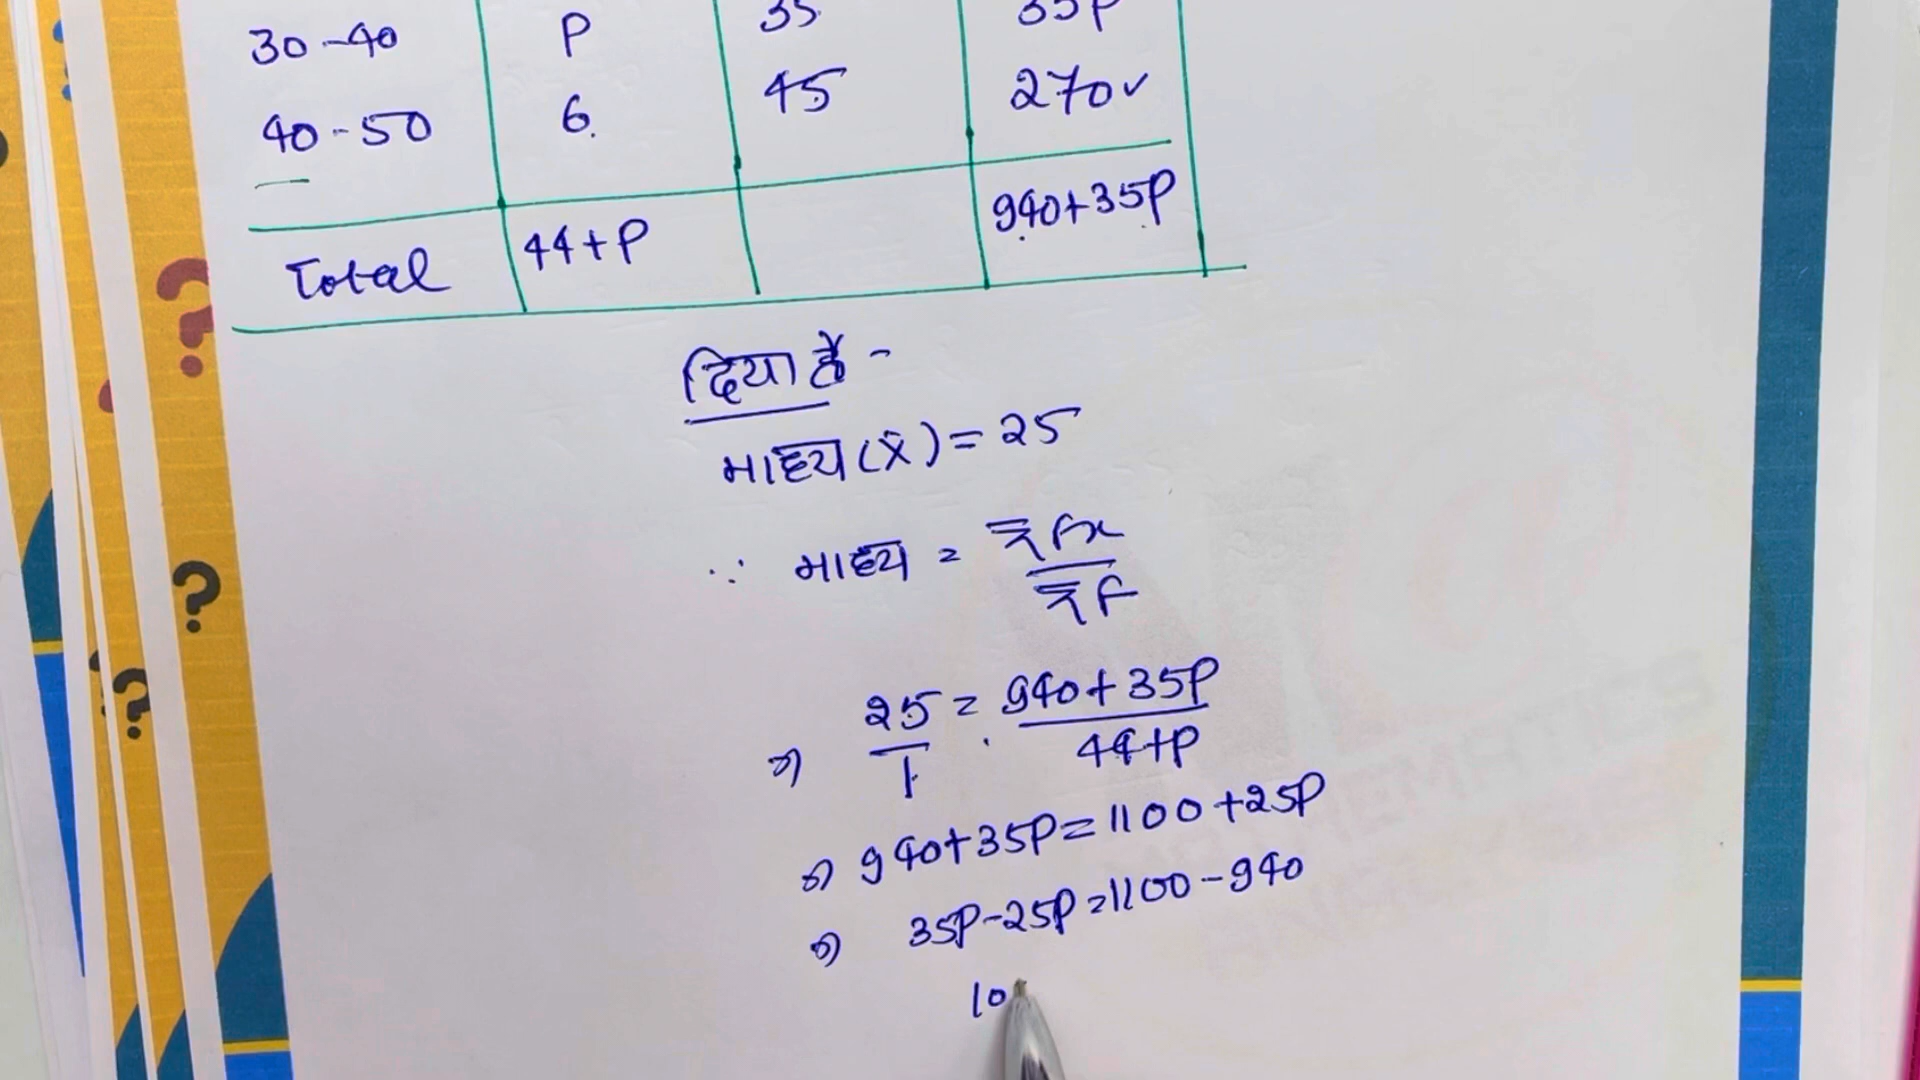 30-40 P 35 35P
40-50 6 45 270✓
Total 44+P 940+35P
दिया है -
माध्य (x̄) = 25
∵ माध्य = Σfx / Σf
⇒ 25/1 = 940+35P / 44+P
⇒ 940+35P=1100+25P
⇒ 35P-25P=1100-940
10